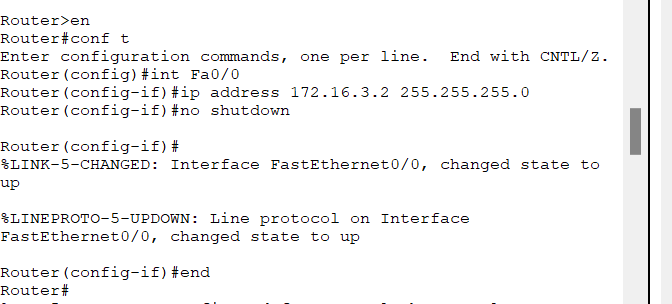 Router>en
Router#conf t
Enter configuration commands, one per line.  End with CNTL/Z.
Router(config)#int Fa0/0
Router(config-if)#ip address 172.16.3.2 255.255.255.0
Router(config-if)#no shutdown
Router(config-if)#
%LINK-5-CHANGED: Interface FastEthernet0/0, changed state to
up
%LINEPROTO-5-UPDOWN: Line protocol on Interface
FastEthernet0/0, changed state to up
Router(config-if)#end
Router#